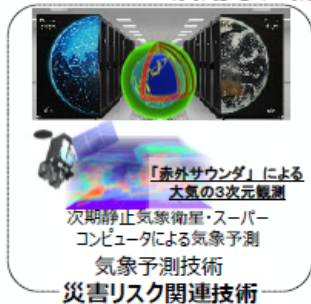 「赤外サウンダ」による
大気の3次元観測
次期静止気象衛星・スーパー
コンピュータによる気象予測
気象予測技術
災害リスク関連技術